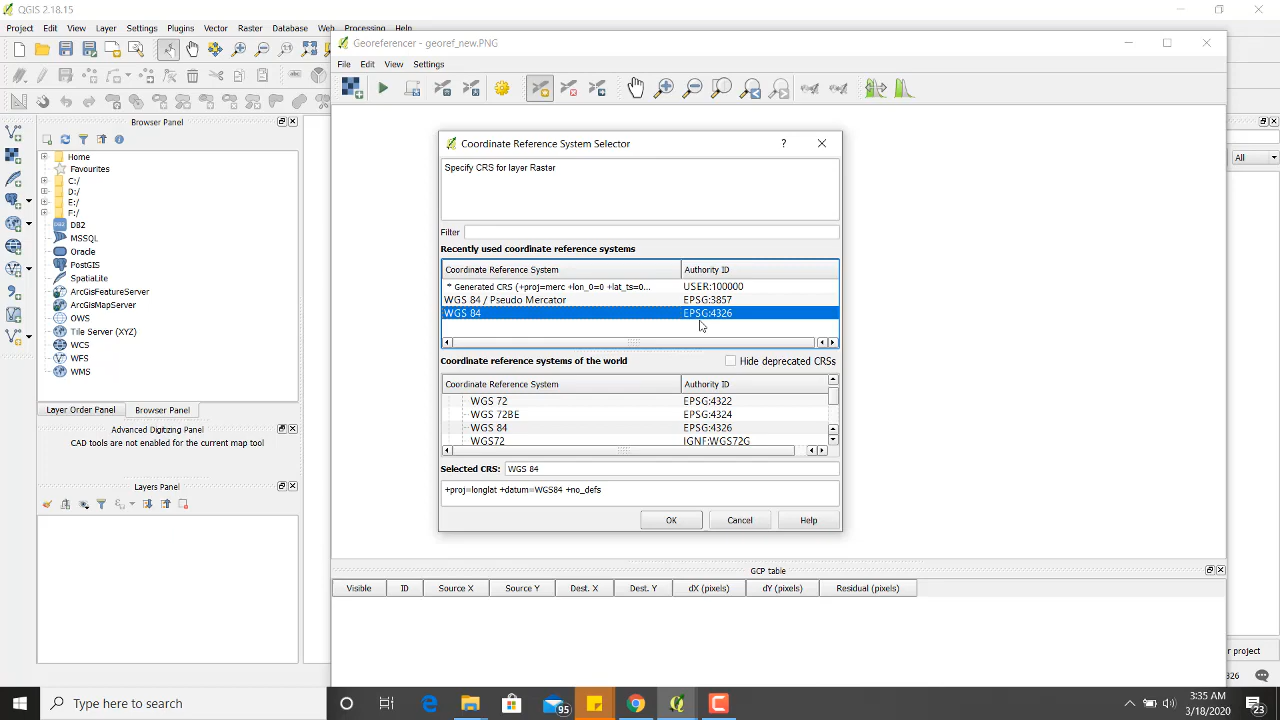 QGIS 2.18.15
Project Edit View Layer Settings Plugins Vector Raster Database Web Processing Help
Georeferencer - georef_new.PNG
File Edit View Settings
Browser Panel
Home
Favourites
C:/
D:/
E:/
F:/
DB2
MSSQL
Oracle
PostGIS
SpatiaLite
ArcGisFeatureServer
ArcGisMapServer
OWS
Tile Server (XYZ)
WCS
WFS
WMS
Layer Order Panel Browser Panel
Advanced Digitizing Panel
CAD tools are not enabled for the current map tool
Layers Panel
Coordinate Reference System Selector
Specify CRS for layer Raster
Filter
Recently used coordinate reference systems
Coordinate Reference System Authority ID
* Generated CRS (+proj=merc +lon_0=0 +lat_ts=0... USER:100000
WGS 84 / Pseudo Mercator EPSG:3857
WGS 84 EPSG:4326
Coordinate reference systems of the world Hide deprecated CRSs
Coordinate Reference System Authority ID
WGS 72 EPSG:4322
WGS 72BE EPSG:4324
WGS 84 EPSG:4326
WGS72 IGNF:WGS72G
Selected CRS: WGS 84
+proj=longlat +datum=WGS84 +no_defs
OK Cancel Help
All
GCP table
Visible ID Source X Source Y Dest. X Dest. Y dX (pixels) dY (pixels) Residual (pixels)
r project
326
Type here to search
95
3:35 AM
3/18/2020
23